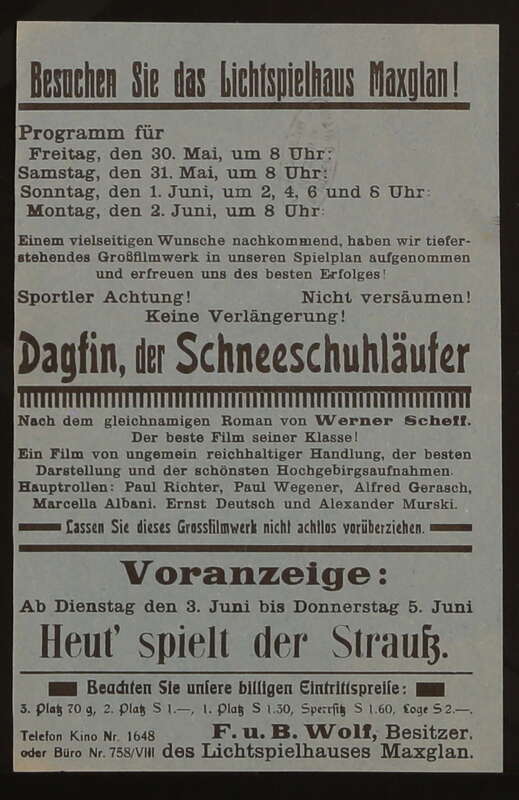 Besuchen Sie das Lichtspielhaus Maxglan!
Programm für
Freitag, den 30. Mai, um 8 Uhr:
Samstag, den 31. Mai, um 8 Uhr:
Sonntag, den 1. Juni, um 2, 4, 6 und 8 Uhr:
Montag, den 2. Juni, um 8 Uhr:
Einem vielseitigen Wunsche nachkommend, haben wir tiefer-
stehendes Großfilmwerk in unseren Spielplan aufgenommen
und erfreuen uns des besten Erfolges!
Sportler Achtung! Nicht versäumen!
Keine Verlängerung!
Dagfin, der Schneeschuhläufer
Nach dem gleichnamigen Roman von Werner Scheff.
Der beste Film seiner Klasse!
Ein Film von ungemein reichhaltiger Handlung, der besten
Darstellung und der schönsten Hochgebirgsaufnahmen.
Hauptrollen: Paul Richter, Paul Wegener, Alfred Gerasch,
Marcella Albani. Ernst Deutsch und Alexander Murski.
Lassen Sie dieses Grossfilmwerk nicht achtlos vorüberziehen.
Voranzeige:
Ab Dienstag den 3. Juni bis Donnerstag 5. Juni
Heut' spielt der Strauß.
Beachten Sie unsere billigen Eintrittspreise:
3. Platz 70 g, 2. Platz S 1.—, 1. Platz S 1.30, Sperrsitz S 1.60, Loge S 2.—.
Telefon Kino Nr. 1648 F. u. B. Wolf, Besitzer.
oder Büro Nr. 758/VIII des Lichtspielhauses Maxglan.